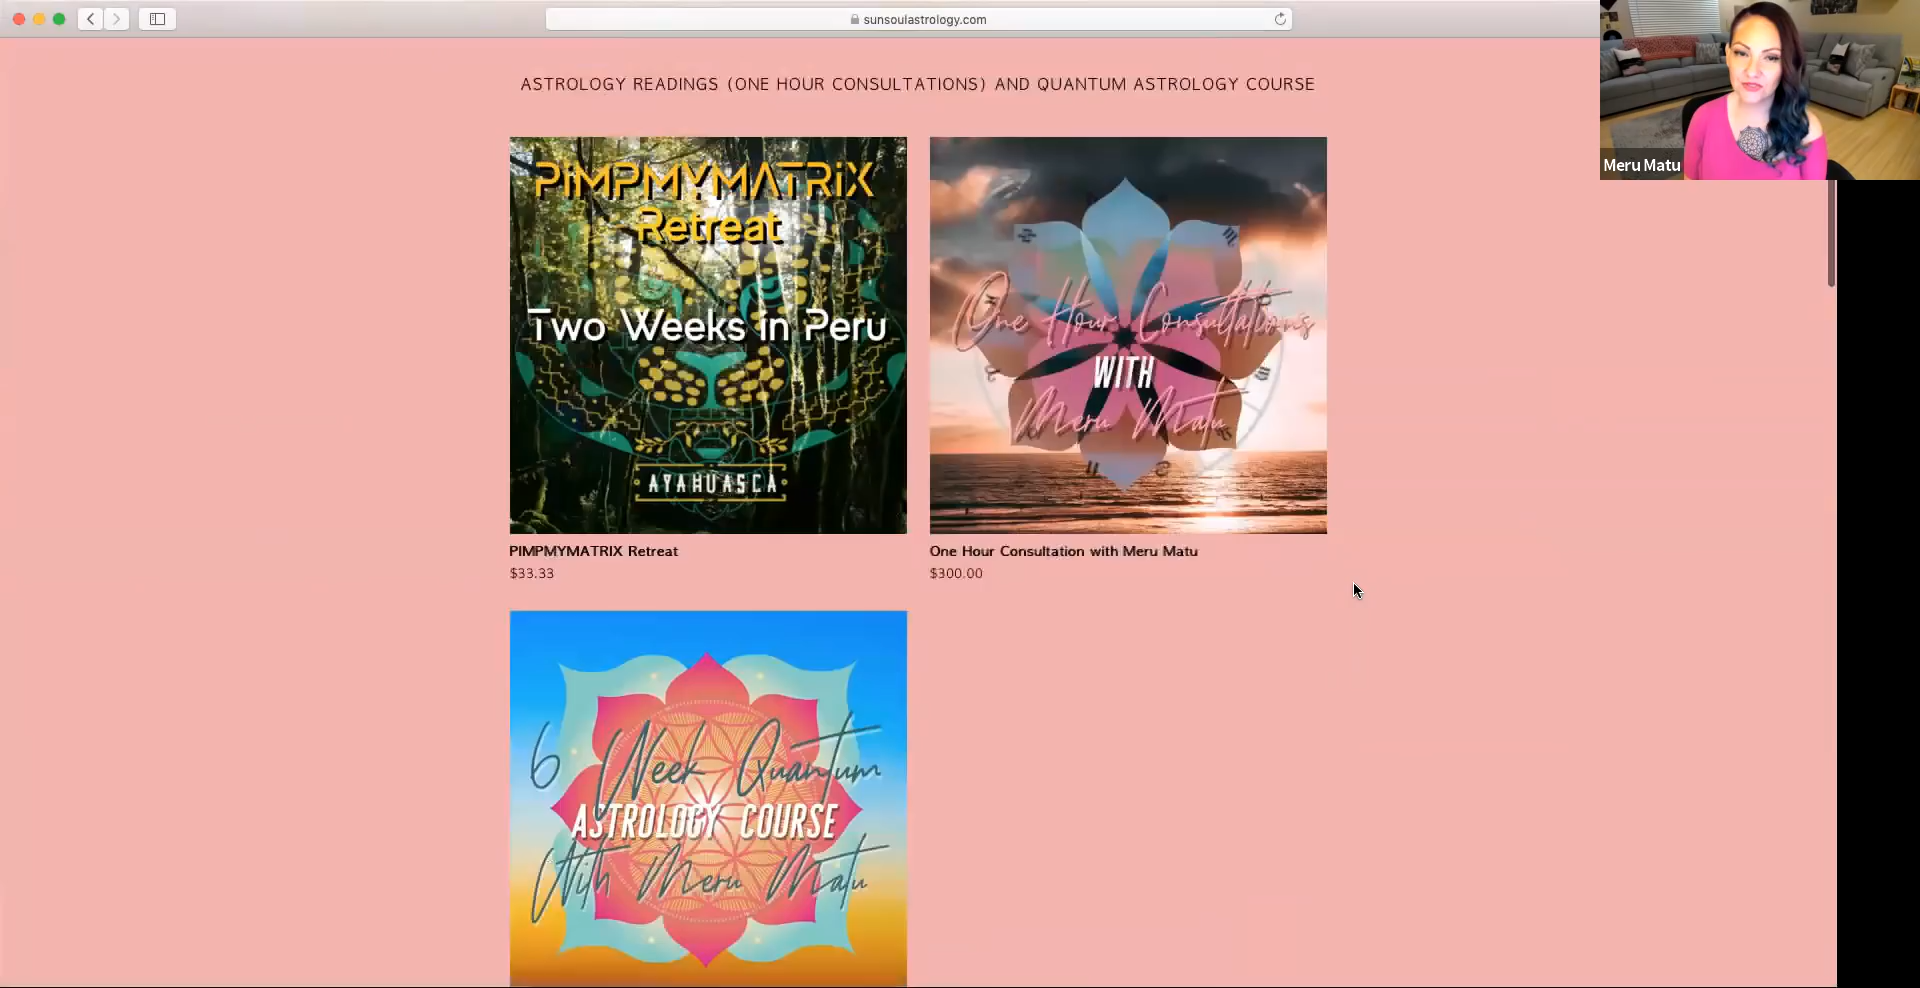 sunsoulastrology.com
Meru Matu
ASTROLOGY READINGS (ONE HOUR CONSULTATIONS) AND QUANTUM ASTROLOGY COURSE
PiMPMYMATRiX
Retreat
Two Weeks in Peru
AYAHUASCA
One Hour Consultations
WITH
Meru Matu
PIMPMYMATRIX Retreat
$33.33
One Hour Consultation with Meru Matu
$300.00
6 Week Quantum
ASTROLOGY COURSE
With Meru Matu